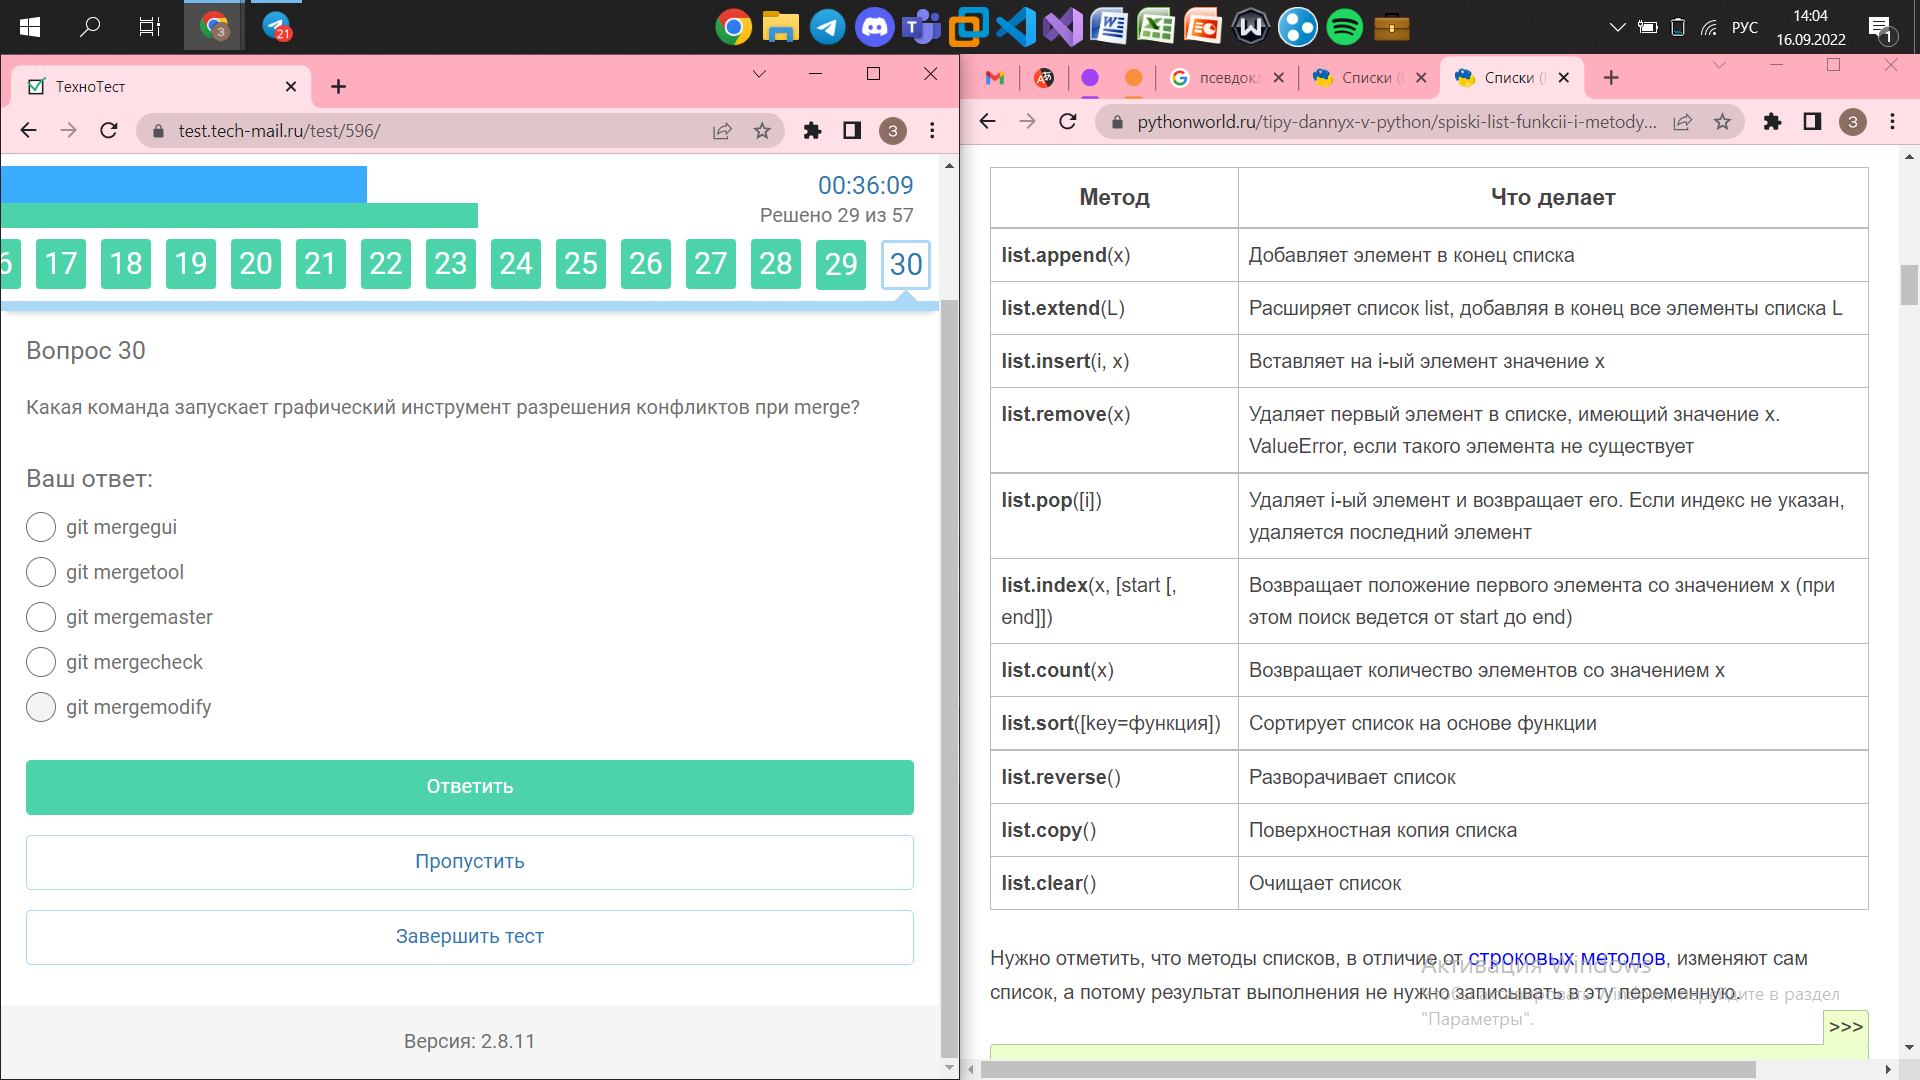 3
21
РУС
14:04
16.09.2022
1
ТехноТест
test.tech-mail.ru/test/596/
3
00:36:09
Решено 29 из 57
6 17 18 19 20 21 22 23 24 25 26 27 28 29 30
Вопрос 30
Какая команда запускает графический инструмент разрешения конфликтов при merge?
Ваш ответ:
git mergegui
git mergetool
git mergemaster
git mergecheck
git mergemodify
Ответить
Пропустить
Завершить тест
Версия: 2.8.11
псевдокл
Списки (
Списки (
pythonworld.ru/tipy-dannyx-v-python/spiski-list-funkcii-i-metody...
3
Метод Что делает
list.append(x) Добавляет элемент в конец списка
list.extend(L) Расширяет список list, добавляя в конец все элементы списка L
list.insert(i, x) Вставляет на i-ый элемент значение x
list.remove(x) Удаляет первый элемент в списке, имеющий значение x.
ValueError, если такого элемента не существует
list.pop([i]) Удаляет i-ый элемент и возвращает его. Если индекс не указан,
удаляется последний элемент
list.index(x, [start [, Возвращает положение первого элемента со значением x (при
end]]) этом поиск ведется от start до end)
list.count(x) Возвращает количество элементов со значением x
list.sort([key=функция]) Сортирует список на основе функции
list.reverse() Разворачивает список
list.copy() Поверхностная копия списка
list.clear() Очищает список
Нужно отметить, что методы списков, в отличие от строковых методов, изменяют сам
список, а потому результат выполнения не нужно записывать в эту переменную.
Активация Windows
Чтобы активировать Windows, перейдите в раздел
"Параметры".
>>>